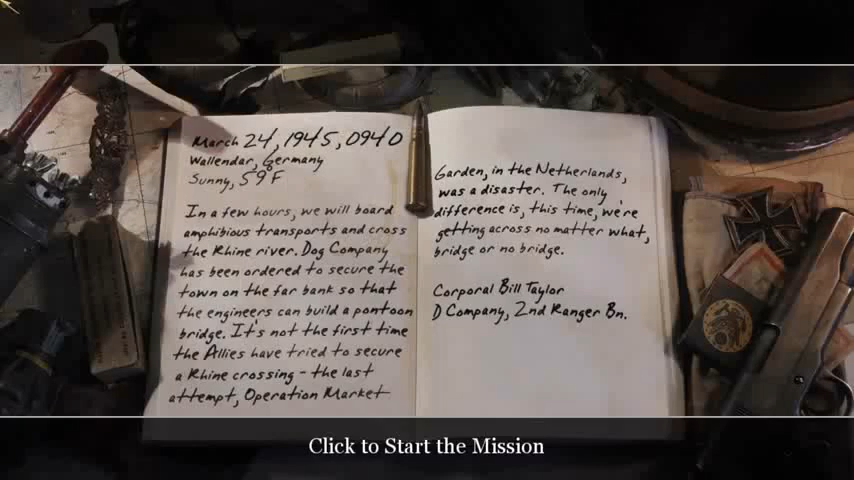 March 24, 1945, 0940
Wallendar, Germany
Sunny, 59°F
In a few hours, we will board
amphibious transports and cross
the Rhine river. Dog Company
has been ordered to secure the
town on the far bank so that
the engineers can build a pontoon
bridge. It's not the first time
the Allies have tried to secure
a Rhine crossing - the last
attempt, Operation Market
Garden, in the Netherlands,
was a disaster. The only
difference is, this time, we're
getting across no matter what,
bridge or no bridge.
Corporal Bill Taylor
D Company, 2nd Ranger Bn.
Click to Start the Mission